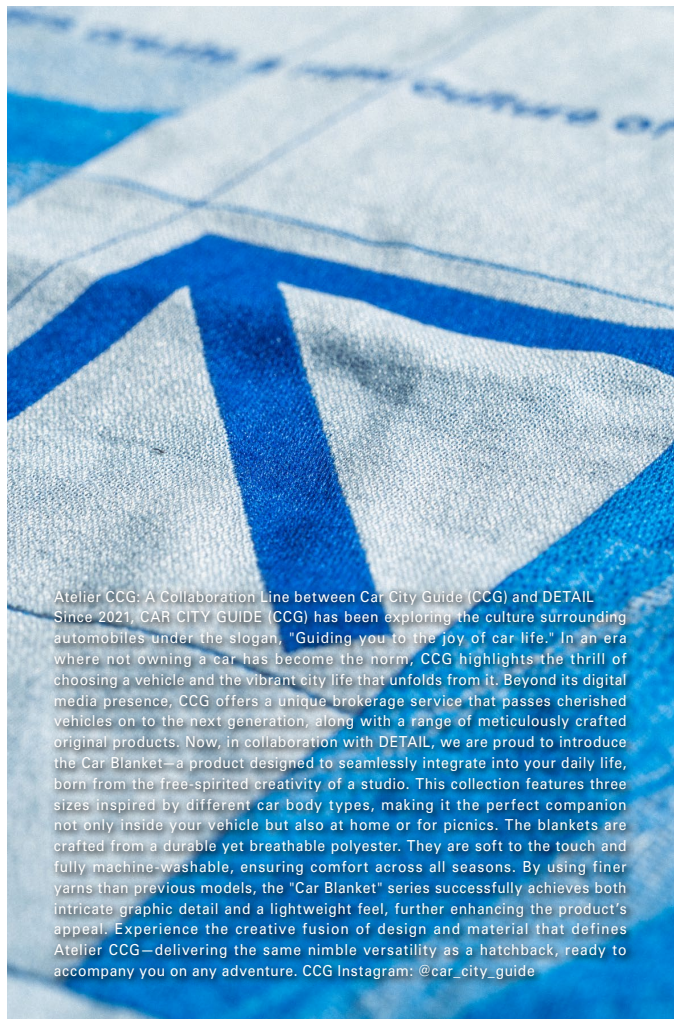 culture
Atelier CCG: A Collaboration Line between Car City Guide (CCG) and DETAIL
Since 2021, CAR CITY GUIDE (CCG) has been exploring the culture surrounding
automobiles under the slogan, "Guiding you to the joy of car life." In an era
where not owning a car has become the norm, CCG highlights the thrill of
choosing a vehicle and the vibrant city life that unfolds from it. Beyond its digital
media presence, CCG offers a unique brokerage service that passes cherished
vehicles on to the next generation, along with a range of meticulously crafted
original products. Now, in collaboration with DETAIL, we are proud to introduce
the Car Blanket—a product designed to seamlessly integrate into your daily life,
born from the free-spirited creativity of a studio. This collection features three
sizes inspired by different car body types, making it the perfect companion
not only inside your vehicle but also at home or for picnics. The blankets are
crafted from a durable yet breathable polyester. They are soft to the touch and
fully machine-washable, ensuring comfort across all seasons. By using finer
yarns than previous models, the "Car Blanket" series successfully achieves both
intricate graphic detail and a lightweight feel, further enhancing the product's
appeal. Experience the creative fusion of design and material that defines
Atelier CCG—delivering the same nimble versatility as a hatchback, ready to
accompany you on any adventure. CCG Instagram: @car_city_guide